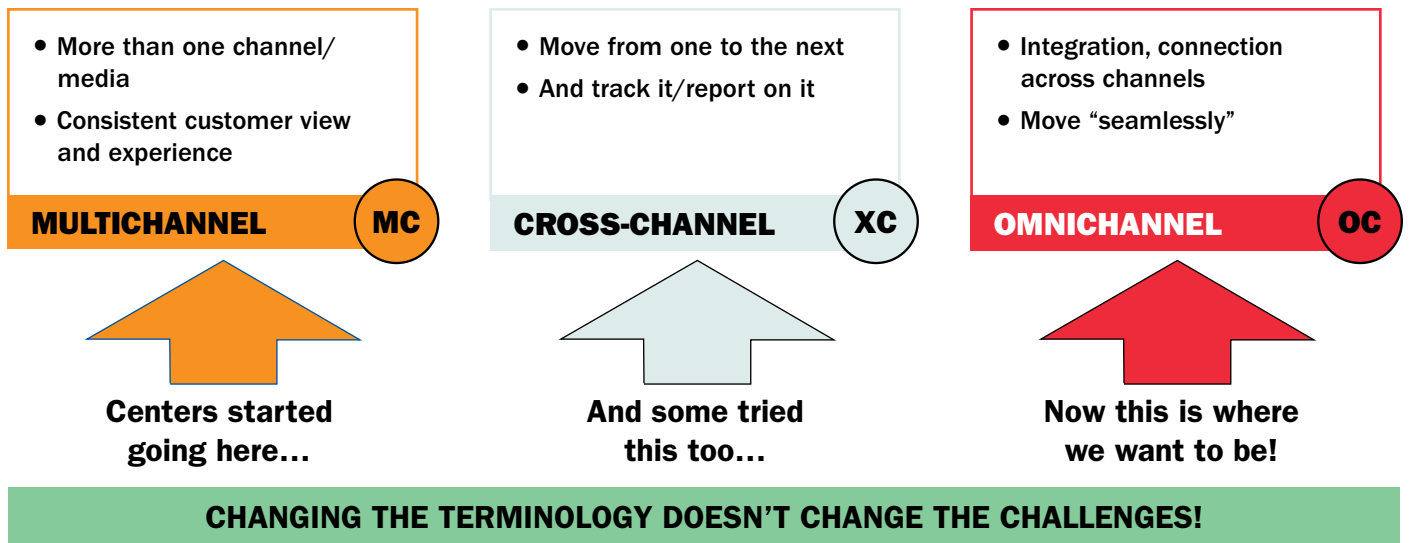 • More than one channel/
media
• Consistent customer view
and experience
MULTICHANNEL
MC
Centers started
going here…
• Move from one to the next
• And track it/report on it
CROSS-CHANNEL
XC
And some tried
this too…
• Integration, connection
across channels
• Move “seamlessly”
OMNICHANNEL
OC
Now this is where
we want to be!
CHANGING THE TERMINOLOGY DOESN’T CHANGE THE CHALLENGES!